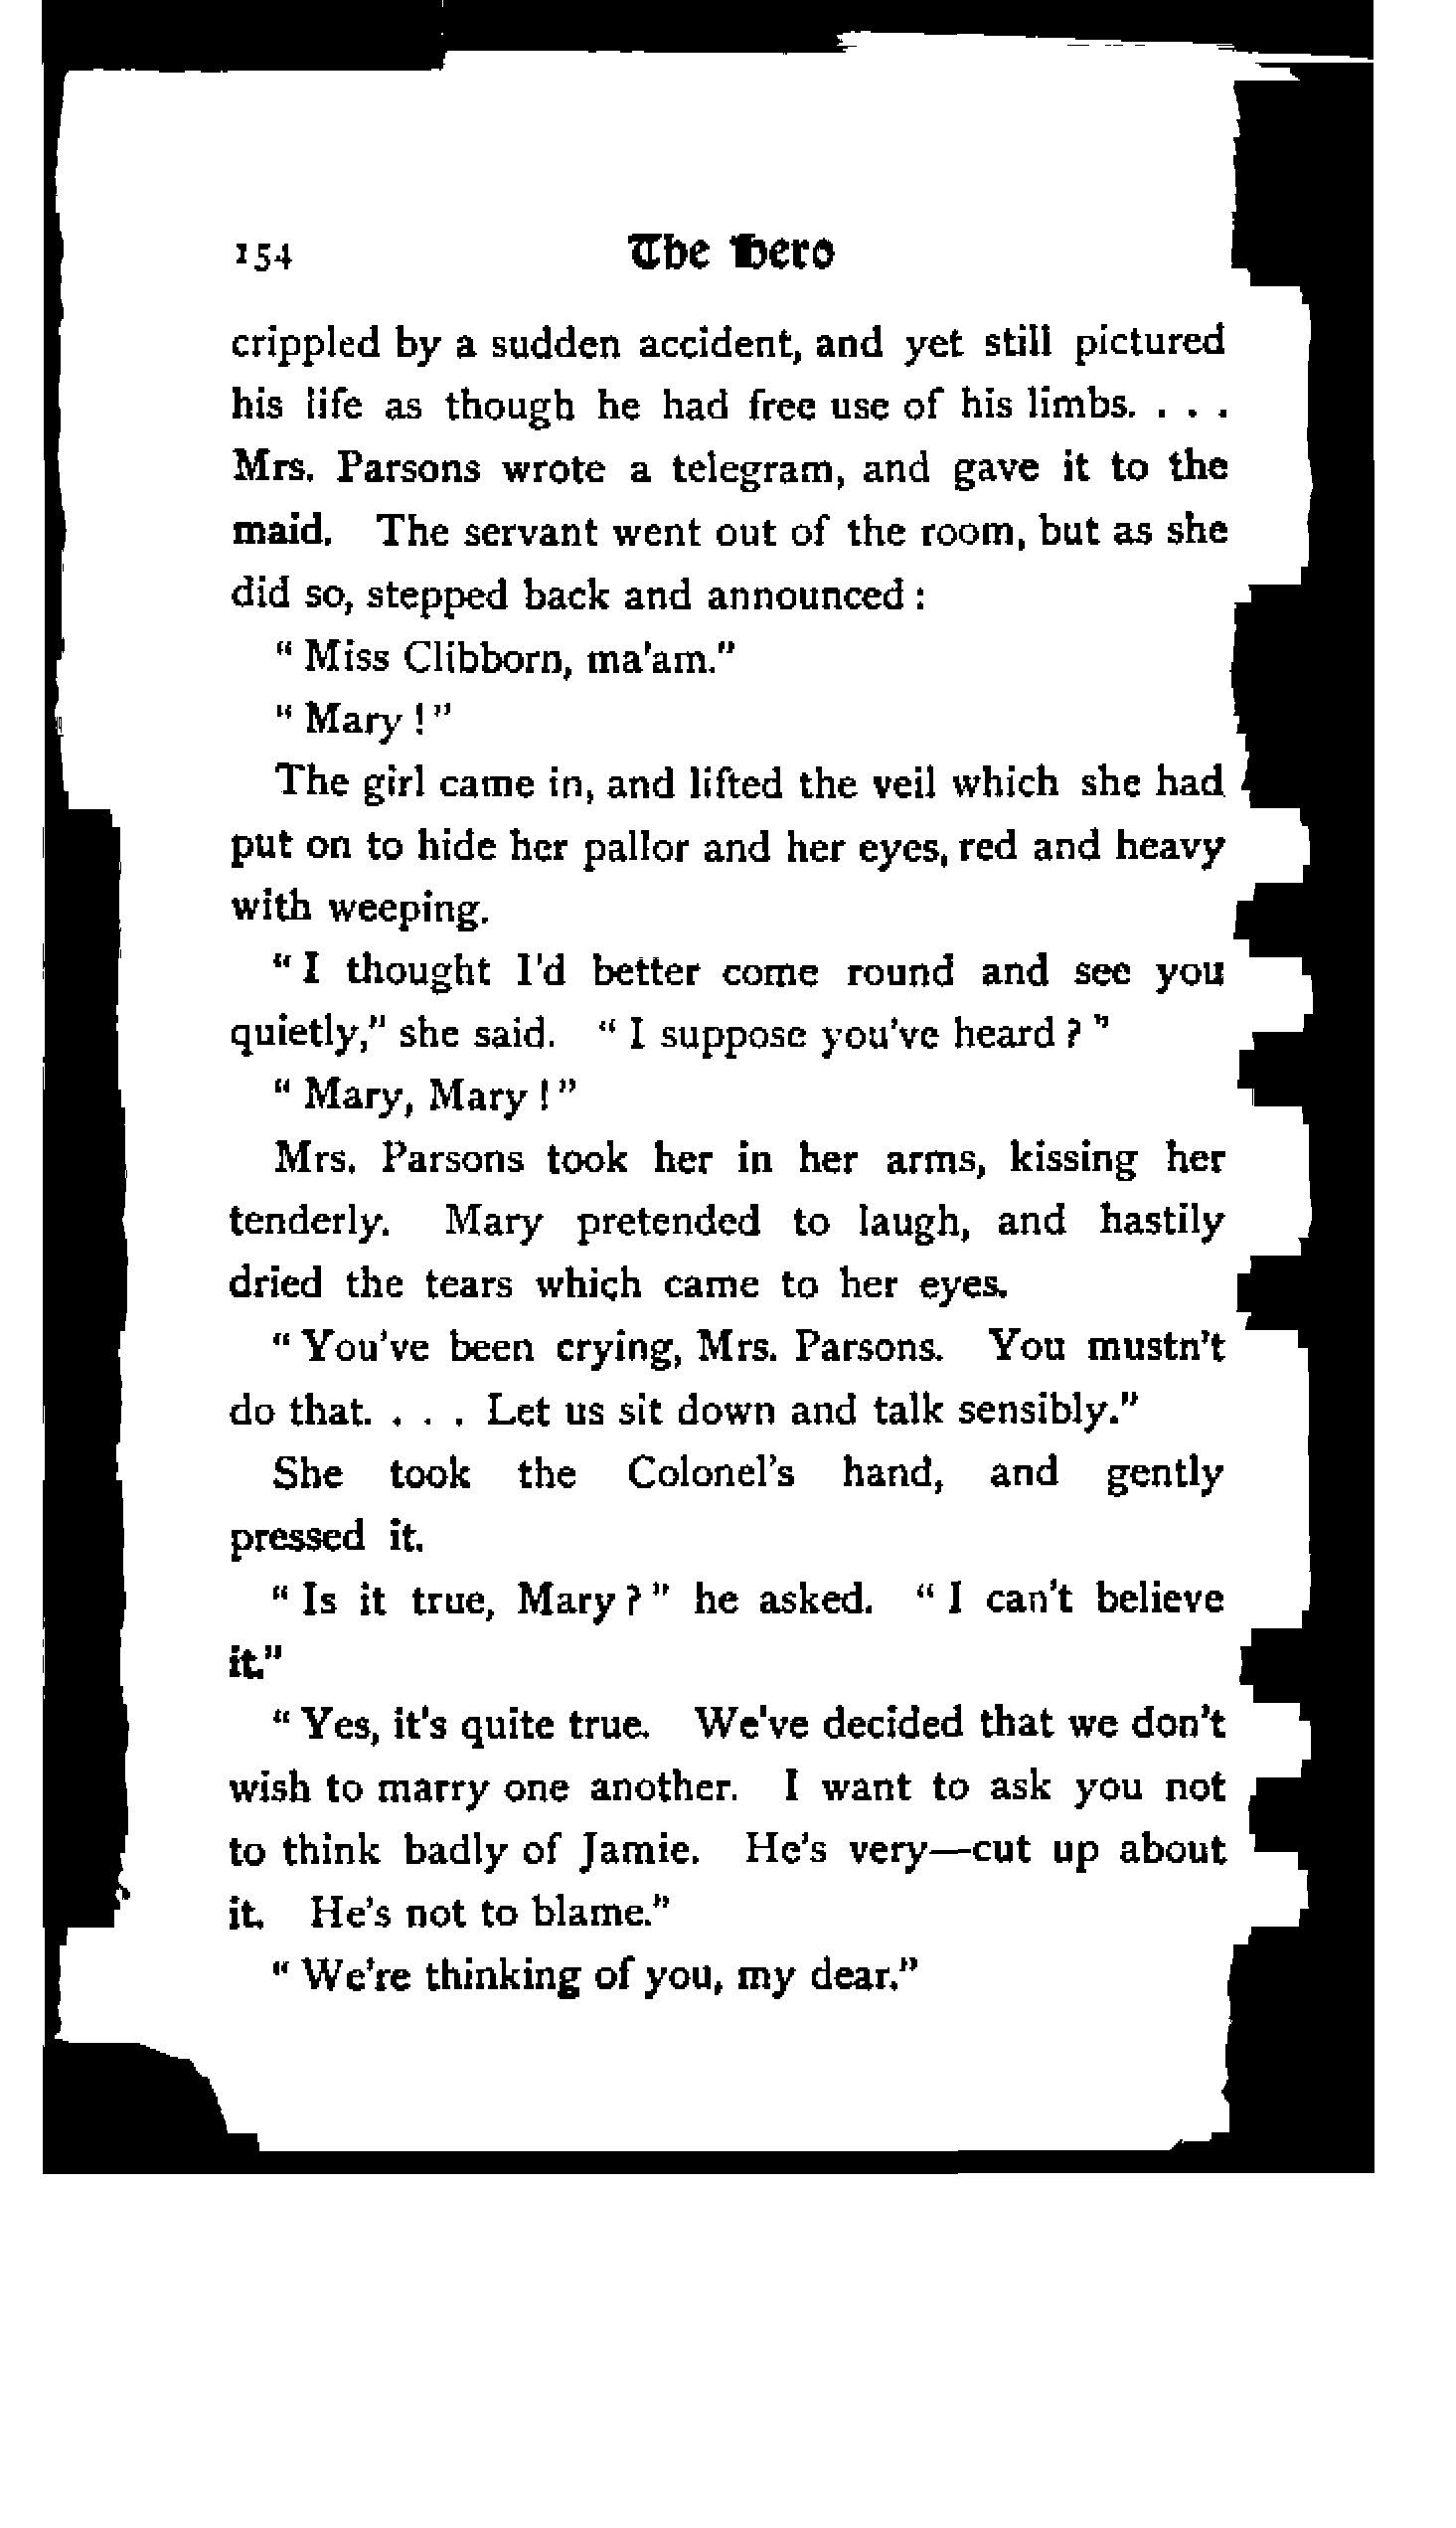 154 The Hero
crippled by a sudden accident, and yet still pictured
his life as though he had free use of his limbs. . . .
Mrs. Parsons wrote a telegram, and gave it to the
maid. The servant went out of the room, but as she
did so, stepped back and announced :
“ Miss Clibborn, ma'am.”
“ Mary ! ”
The girl came in, and lifted the veil which she had
put on to hide her pallor and her eyes, red and heavy
with weeping.
“ I thought I'd better come round and see you
quietly,” she said. “ I suppose you've heard ? ”
“ Mary, Mary ! ”
Mrs. Parsons took her in her arms, kissing her
tenderly. Mary pretended to laugh, and hastily
dried the tears which came to her eyes.
“ You've been crying, Mrs. Parsons. You mustn't
do that. . . . Let us sit down and talk sensibly.”
She took the Colonel's hand, and gently
pressed it.
“ Is it true, Mary ? ” he asked. “ I can't believe
it.”
“ Yes, it's quite true. We've decided that we don't
wish to marry one another. I want to ask you not
to think badly of Jamie. He's very—cut up about
it. He's not to blame.”
“ We're thinking of you, my dear.”